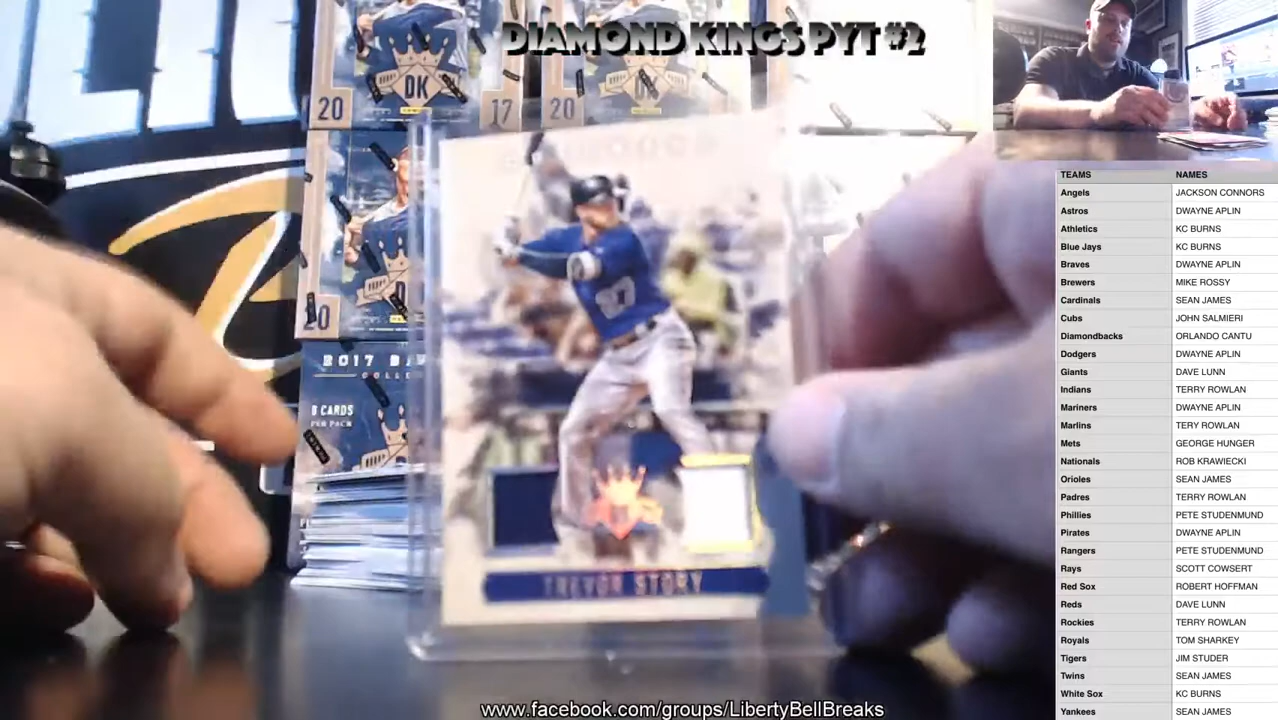 DIAMOND KINGS PYT #2
DK
20
17
20
20
2017
8 CARDS
PER PACK
27
TREVOR STORY
www.facebook.com/groups/LibertyBellBreaks
TEAMS NAMES
Angels JACKSON CONNORS
Astros DWAYNE APLIN
Athletics KC BURNS
Blue Jays KC BURNS
Braves DWAYNE APLIN
Brewers MIKE ROSSY
Cardinals SEAN JAMES
Cubs JOHN SALMIERI
Diamondbacks ORLANDO CANTU
Dodgers DWAYNE APLIN
Giants DAVE LUNN
Indians TERRY ROWLAN
Mariners DWAYNE APLIN
Marlins TERY ROWLAN
Mets GEORGE HUNGER
Nationals ROB KRAWIECKI
Orioles SEAN JAMES
Padres TERRY ROWLAN
Phillies PETE STUDENMUND
Pirates DWAYNE APLIN
Rangers PETE STUDENMUND
Rays SCOTT COWSERT
Red Sox ROBERT HOFFMAN
Reds DAVE LUNN
Rockies TERRY ROWLAN
Royals TOM SHARKEY
Tigers JIM STUDER
Twins SEAN JAMES
White Sox KC BURNS
Yankees SEAN JAMES